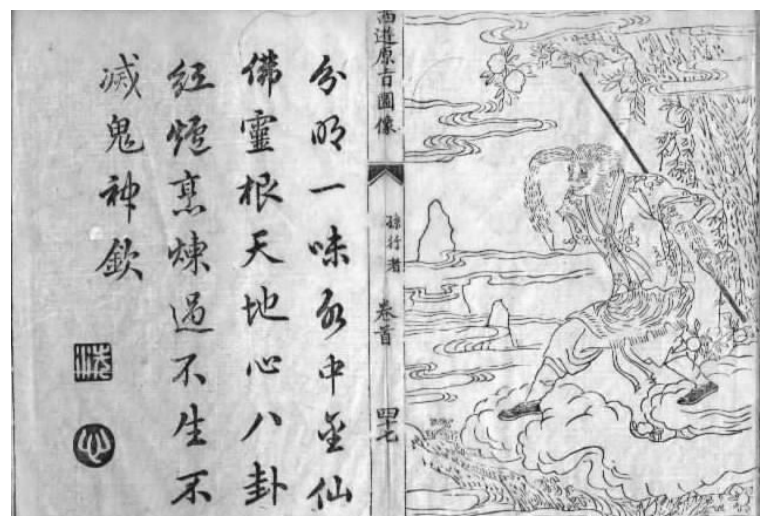 西遊原旨圖像
孫行者
卷首
四十七
分明一味水中金仙
佛靈根天地心八卦
紅爐烹煉過不生不
滅鬼神欽